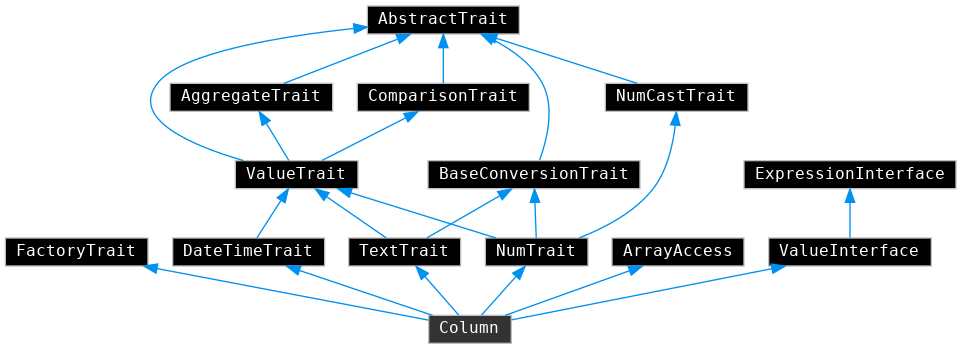 AbstractTrait
AggregateTrait
ComparisonTrait
NumCastTrait
ValueTrait
BaseConversionTrait
ExpressionInterface
FactoryTrait
DateTimeTrait
TextTrait
NumTrait
ArrayAccess
ValueInterface
Column